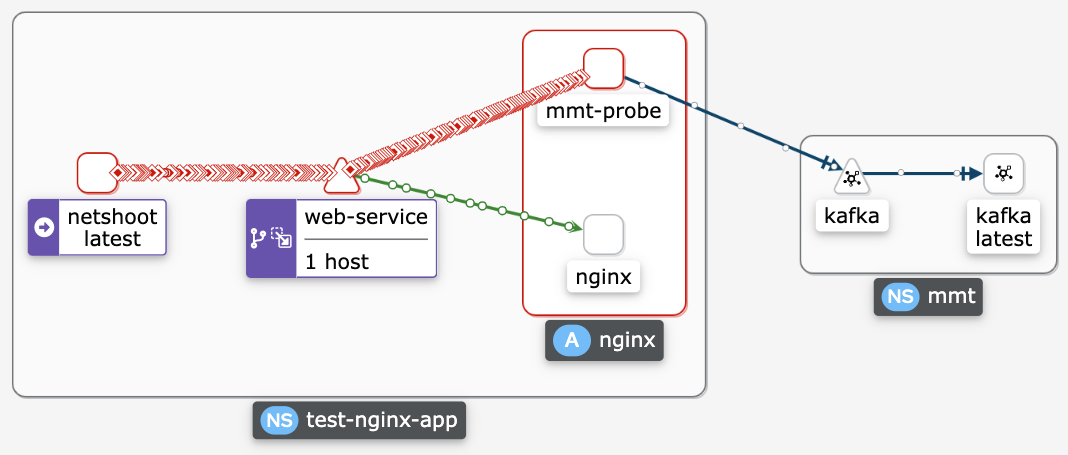 mmt-probe
netshoot
latest
web-service
1 host
kafka
kafka
latest
nginx
NS mmt
A nginx
NS test-nginx-app